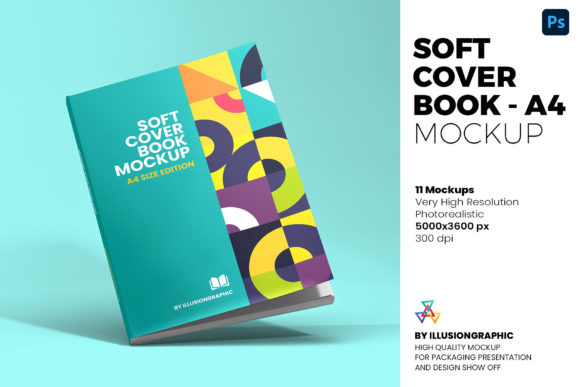 SOFT
COVER
BOOK
MOCKUP
A4 SIZE EDITION
BY ILLUSIONGRAPHIC
Ps
SOFT
COVER
BOOK - A4
MOCKUP
11 Mockups
Very High Resolution
Photorealistic
5000x3600 px
300 dpi
BY ILLUSIONGRAPHIC
HIGH QUALITY MOCKUP
FOR PACKAGING PRESENTATION
AND DESIGN SHOW OFF